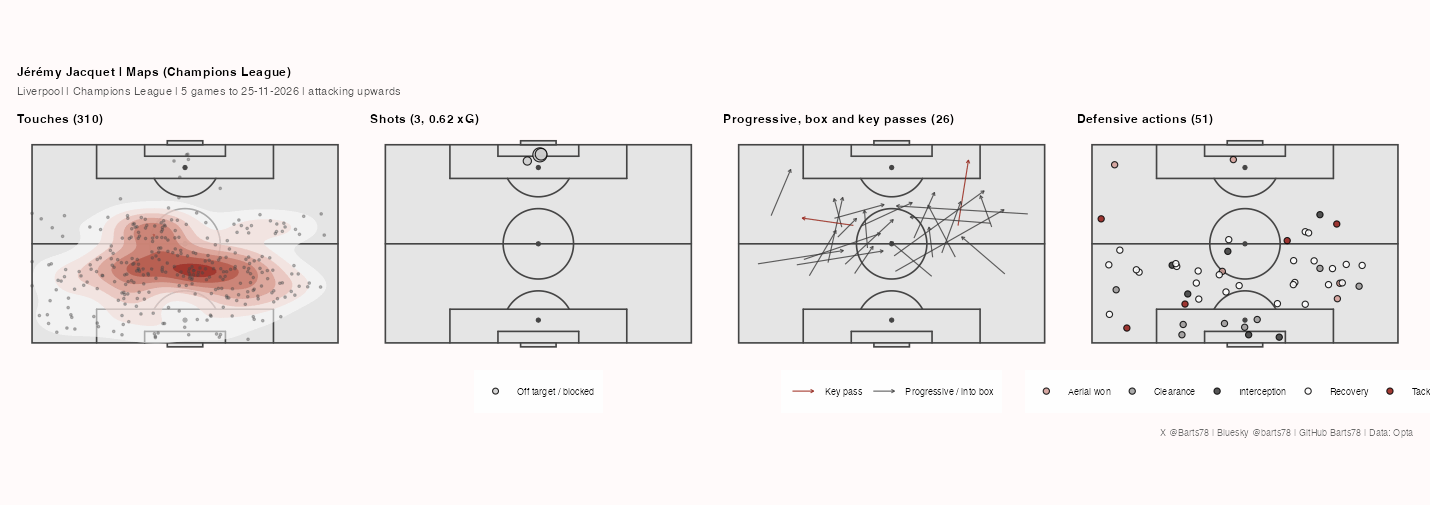 Jérémy Jacquet | Maps (Champions League)
Liverpool | Champions League | 5 games to 25-11-2026 | attacking upwards
Touches (310)
Shots (3, 0.62 xG)
Progressive, box and key passes (26)
Defensive actions (51)
Off target / blocked
Key pass
Progressive / into box
Aerial won
Clearance
Interception
Recovery
Tack
X @Barts78 | Bluesky @barts78 | GitHub Barts78 | Data: Opta